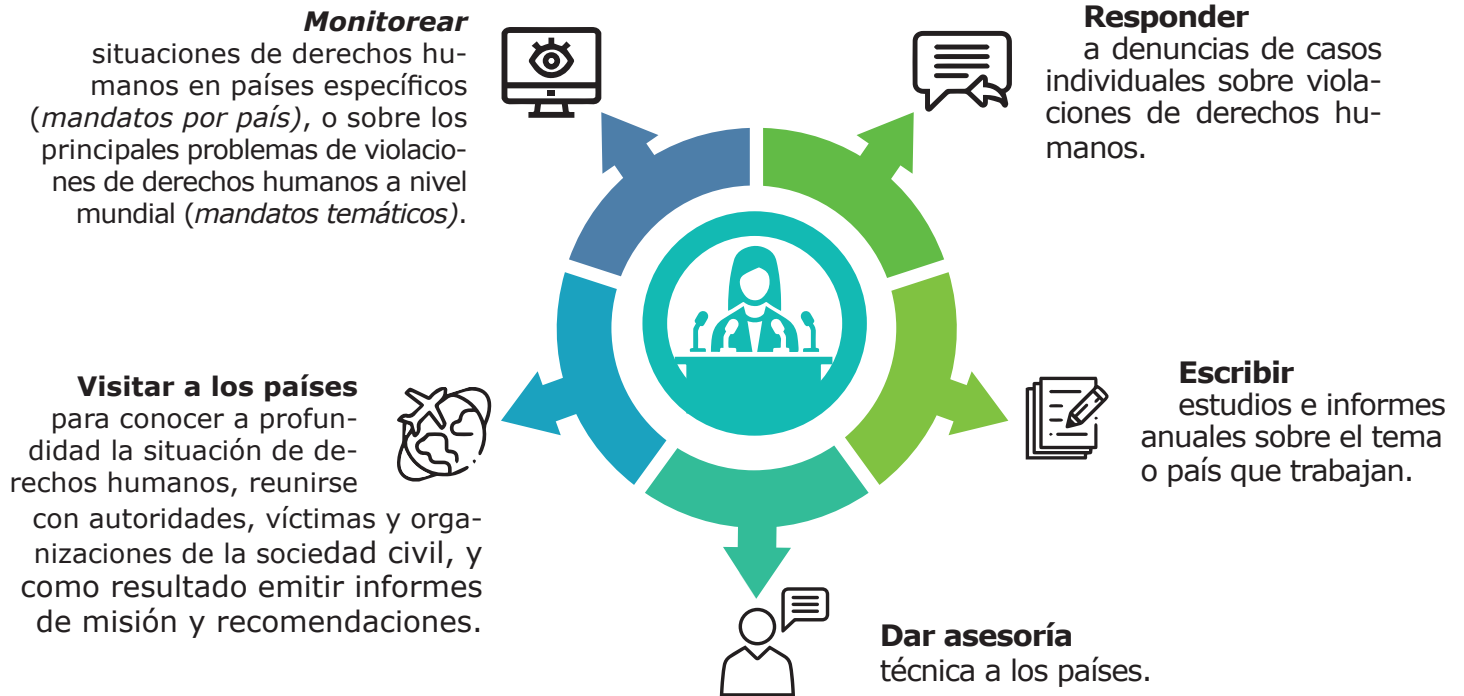 Monitorear
situaciones de derechos hu-
manos en países específicos
(mandatos por país), o sobre los
principales problemas de violacio-
nes de derechos humanos a nivel
mundial (mandatos temáticos).
Responder
a denuncias de casos
individuales sobre viola-
ciones de derechos hu-
manos.
Visitar a los países
para conocer a profun-
didad la situación de de-
rechos humanos, reunirse
con autoridades, víctimas y orga-
nizaciones de la sociedad civil, y
como resultado emitir informes
de misión y recomendaciones.
Escribir
estudios e informes
anuales sobre el tema
o país que trabajan.
Dar asesoría
técnica a los países.